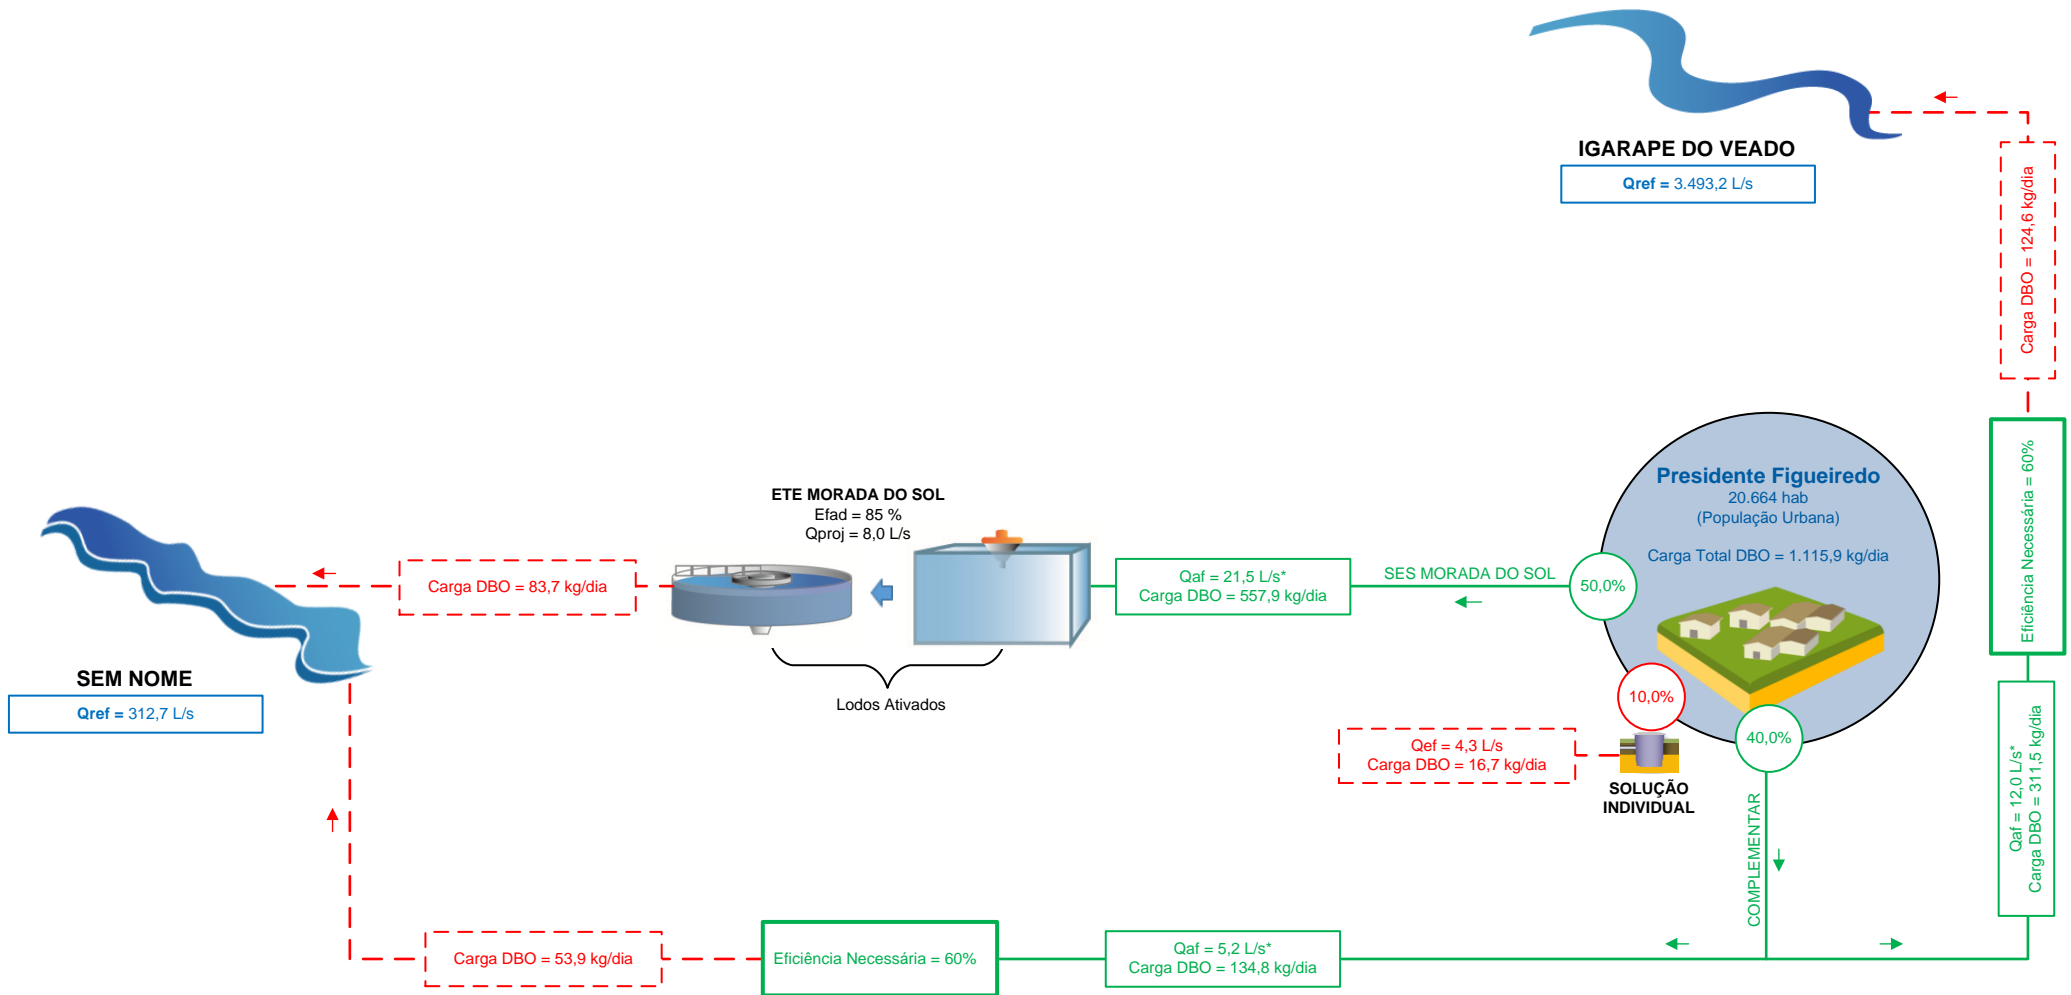 IGARAPE DO VEADO
Qref = 3.493,2 L/s
Carga DBO = 124,6 kg/dia
Eficiência Necessária = 60%
Qaf = 12,0 L/s*
Carga DBO = 311,5 kg/dia
Presidente Figueiredo
20.664 hab
(População Urbana)
Carga Total DBO = 1.115,9 kg/dia
50,0%
10,0%
40,0%
SES MORADA DO SOL
Qaf = 21,5 L/s*
Carga DBO = 557,9 kg/dia
ETE MORADA DO SOL
Efad = 85 %
Qproj = 8,0 L/s
Lodos Ativados
Carga DBO = 83,7 kg/dia
SEM NOME
Qref = 312,7 L/s
Qef = 4,3 L/s
Carga DBO = 16,7 kg/dia
SOLUÇÃO
INDIVIDUAL
COMPLEMENTAR
Qaf = 5,2 L/s*
Carga DBO = 134,8 kg/dia
Eficiência Necessária = 60%
Carga DBO = 53,9 kg/dia